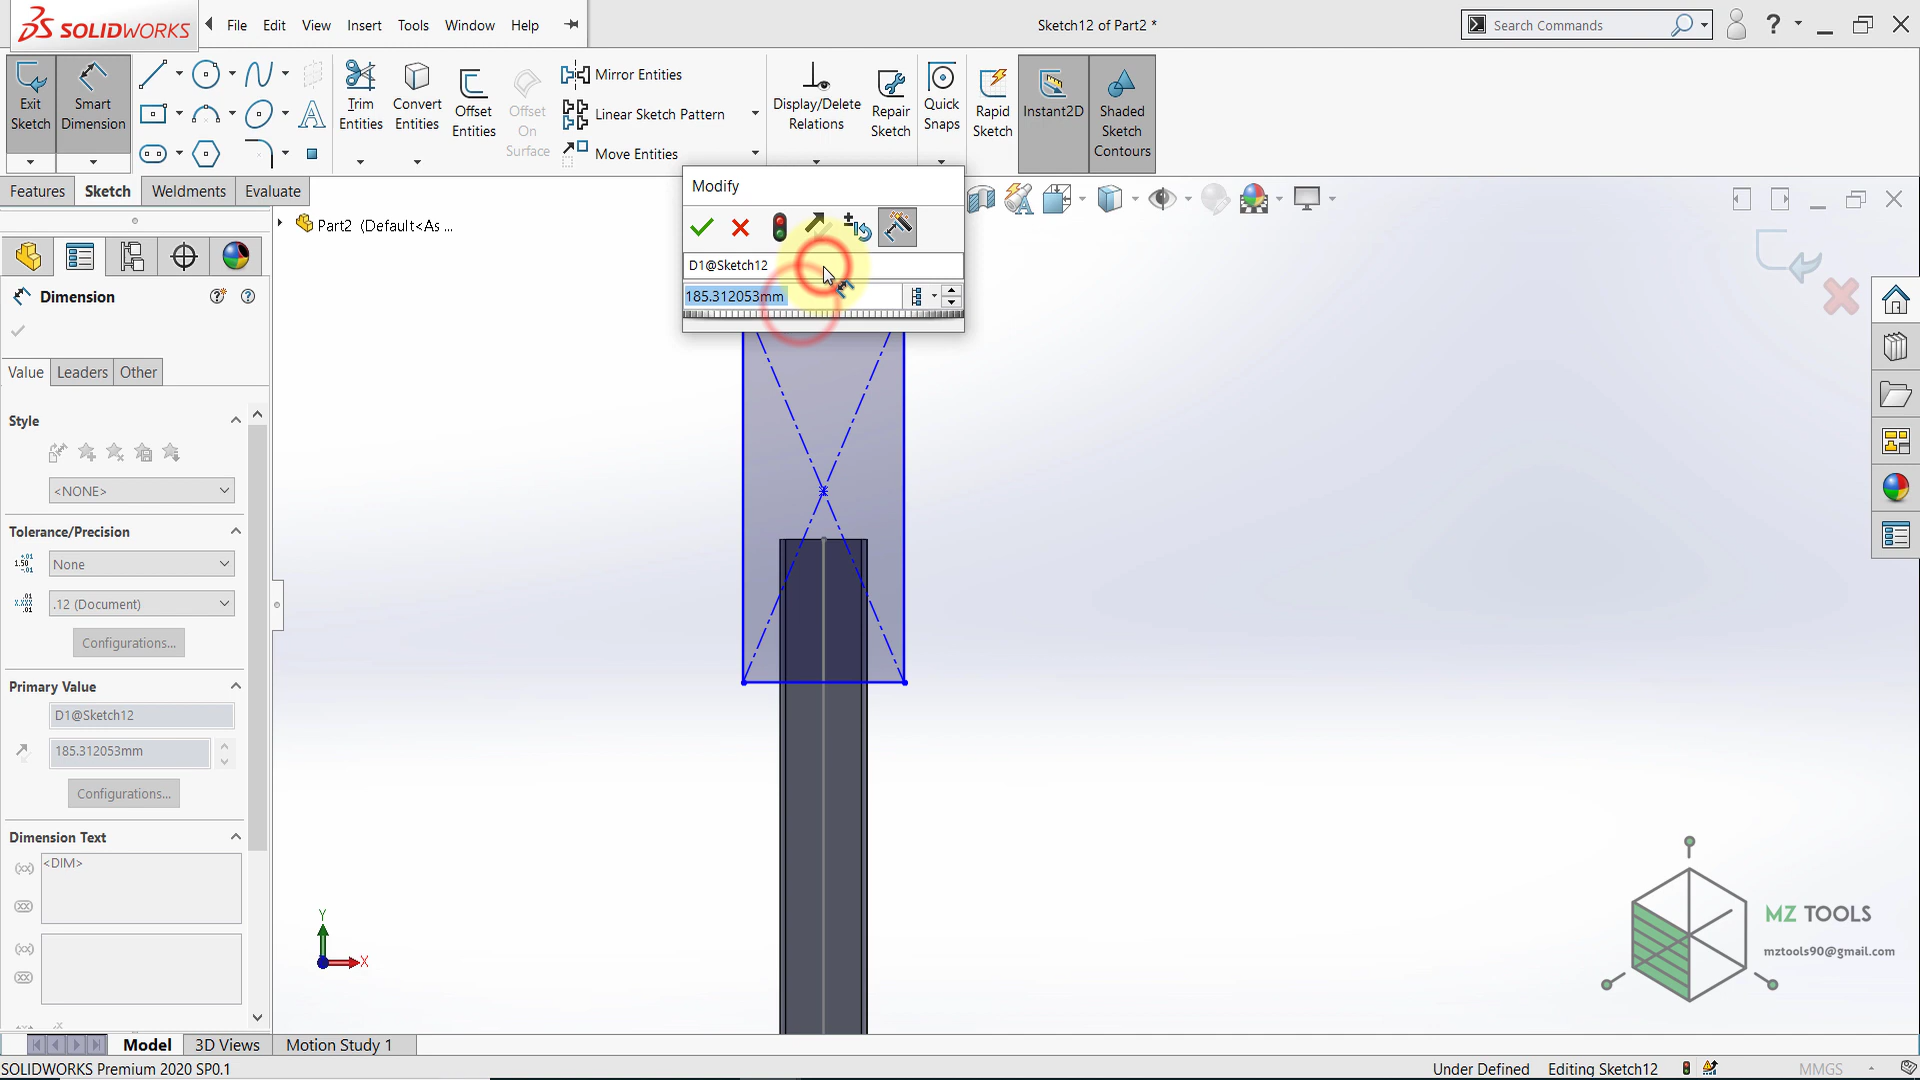 SOLIDWORKS
File Edit View Insert Tools Window Help
Sketch12 of Part2 *
Search Commands
Exit Sketch
Smart Dimension
Trim Entities
Convert Entities
Offset Entities
Offset On Surface
Mirror Entities
Linear Sketch Pattern
Move Entities
Display/Delete Relations
Repair Sketch
Quick Snaps
Rapid Sketch
Instant2D
Shaded Sketch Contours
Features Sketch Weldments Evaluate
Modify
D1@Sketch12
185.312053mm
Part2 (Default<As ...
Dimension
Value Leaders Other
Style
<NONE>
Tolerance/Precision
None
.12 (Document)
Configurations...
Primary Value
D1@Sketch12
185.312053mm
Configurations...
Dimension Text
<DIM>
Y
X
MZ TOOLS
mztools90@gmail.com
Model 3D Views Motion Study 1
SOLIDWORKS Premium 2020 SP0.1
Under Defined Editing Sketch12 MMGS